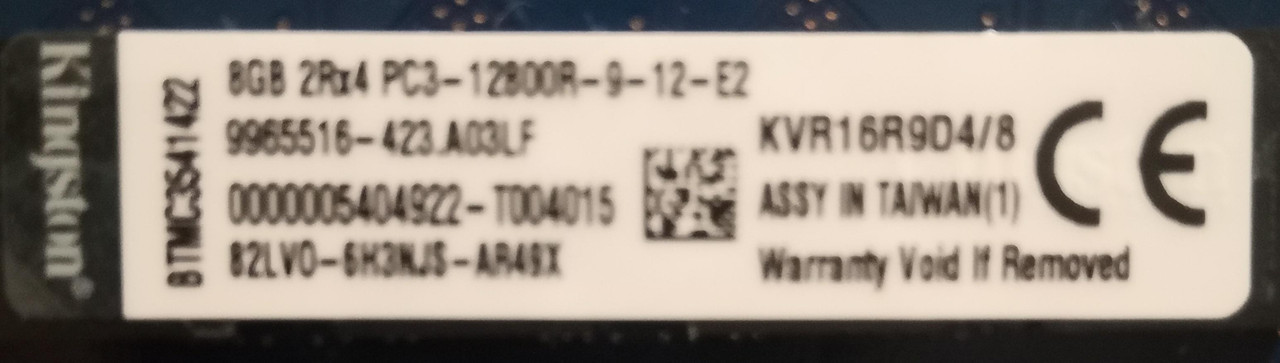 Kingston®
BTMC3541422
8GB 2Rx4 PC3-12800R-9-12-E2
9965516-423.A03LF
0000005404922-T004015
82LV0-6H3NJS-AR49X
KVR16R9D4/8
ASSY IN TAIWAN(1)
Warranty Void If Removed
CE